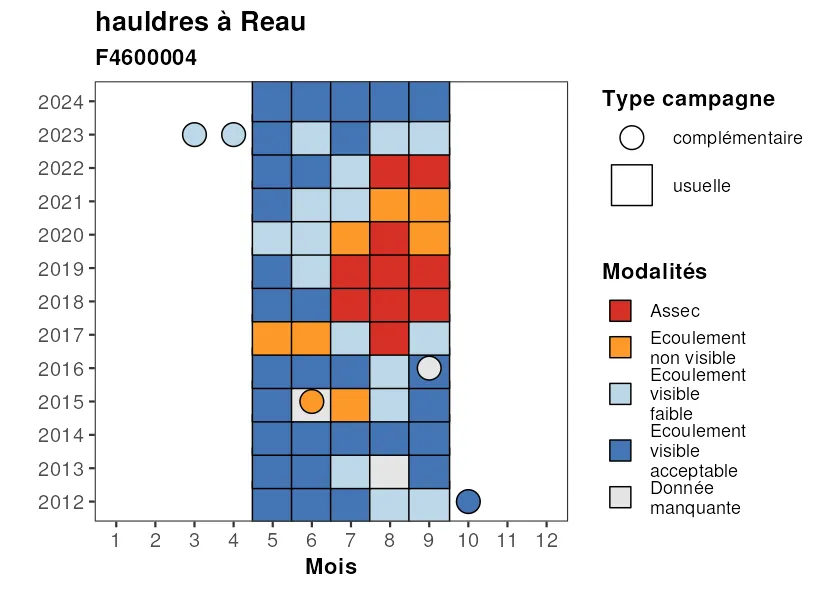 hauldres à Reau
F4600004
2024
2023
2022
2021
2020
2019
2018
2017
2016
2015
2014
2013
2012
1 2 3 4 5 6 7 8 9 10 11 12
Mois
Type campagne
complémentaire
usuelle
Modalités
Assec
Ecoulement
non visible
Ecoulement
visible
faible
Ecoulement
visible
acceptable
Donnée
manquante